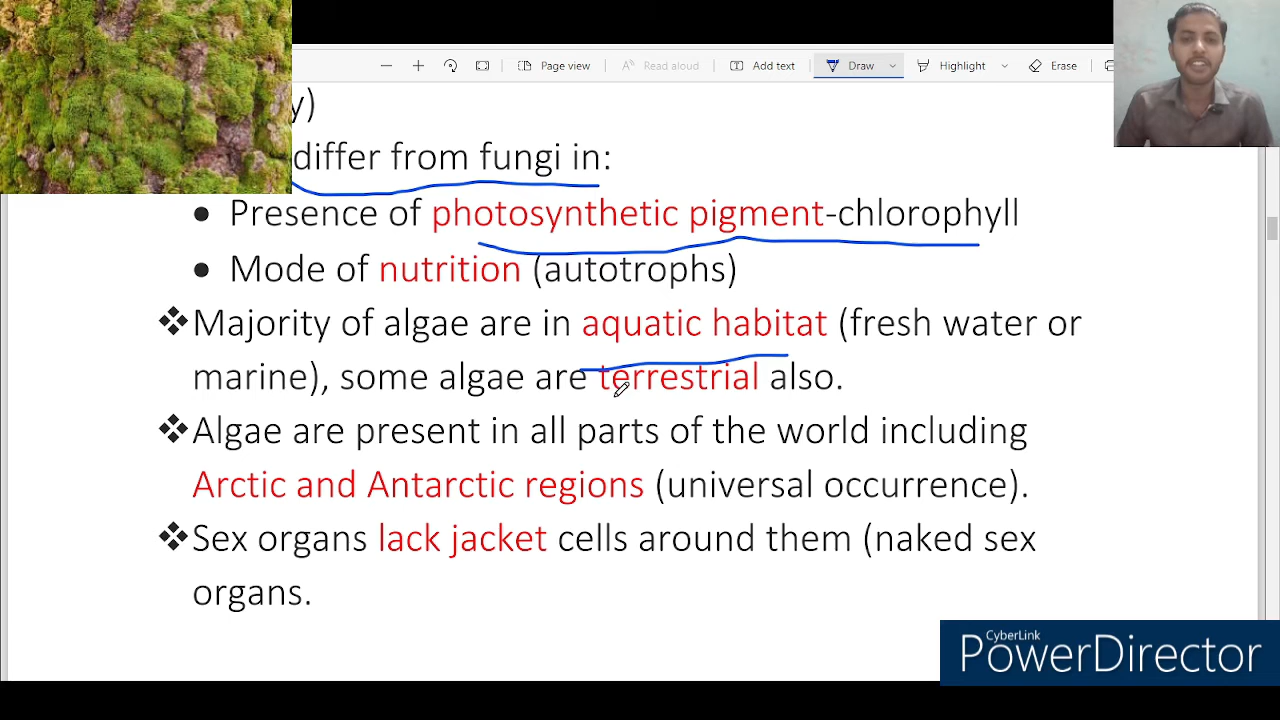 Page view
Read aloud
Add text
Draw
Highlight
Erase
y)
differ from fungi in:
• Presence of photosynthetic pigment-chlorophyll
• Mode of nutrition (autotrophs)
❖Majority of algae are in aquatic habitat (fresh water or
marine), some algae are terrestrial also.
❖Algae are present in all parts of the world including
Arctic and Antarctic regions (universal occurrence).
❖Sex organs lack jacket cells around them (naked sex
organs.
CyberLink
PowerDirector